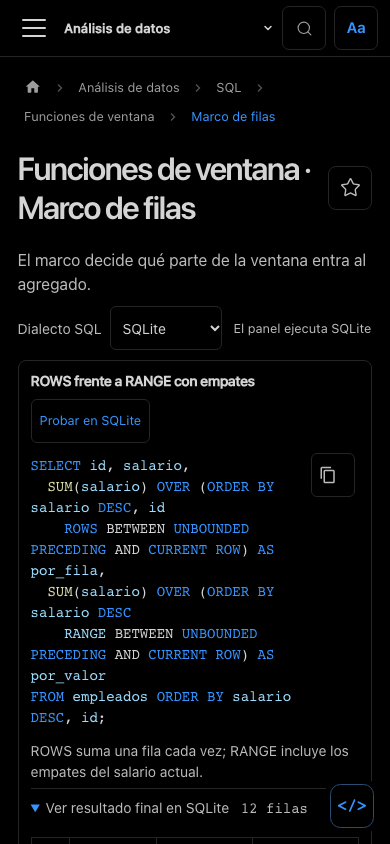 Análisis de datos
Aa
Análisis de datos
SQL
Funciones de ventana
Marco de filas
Funciones de ventana ·
Marco de filas
El marco decide qué parte de la ventana entra al
agregado.
Dialecto SQL
SQLite
El panel ejecuta SQLite
ROWS frente a RANGE con empates
Probar en SQLite
SELECT id, salario,
SUM(salario) OVER (ORDER BY
salario DESC, id
ROWS BETWEEN UNBOUNDED
PRECEDING AND CURRENT ROW) AS
por_fila,
SUM(salario) OVER (ORDER BY
salario DESC
RANGE BETWEEN UNBOUNDED
PRECEDING AND CURRENT ROW) AS
por_valor
FROM empleados ORDER BY salario
DESC, id;
ROWS suma una fila cada vez; RANGE incluye los
empates del salario actual.
Ver resultado final en SQLite 12 filas
</>